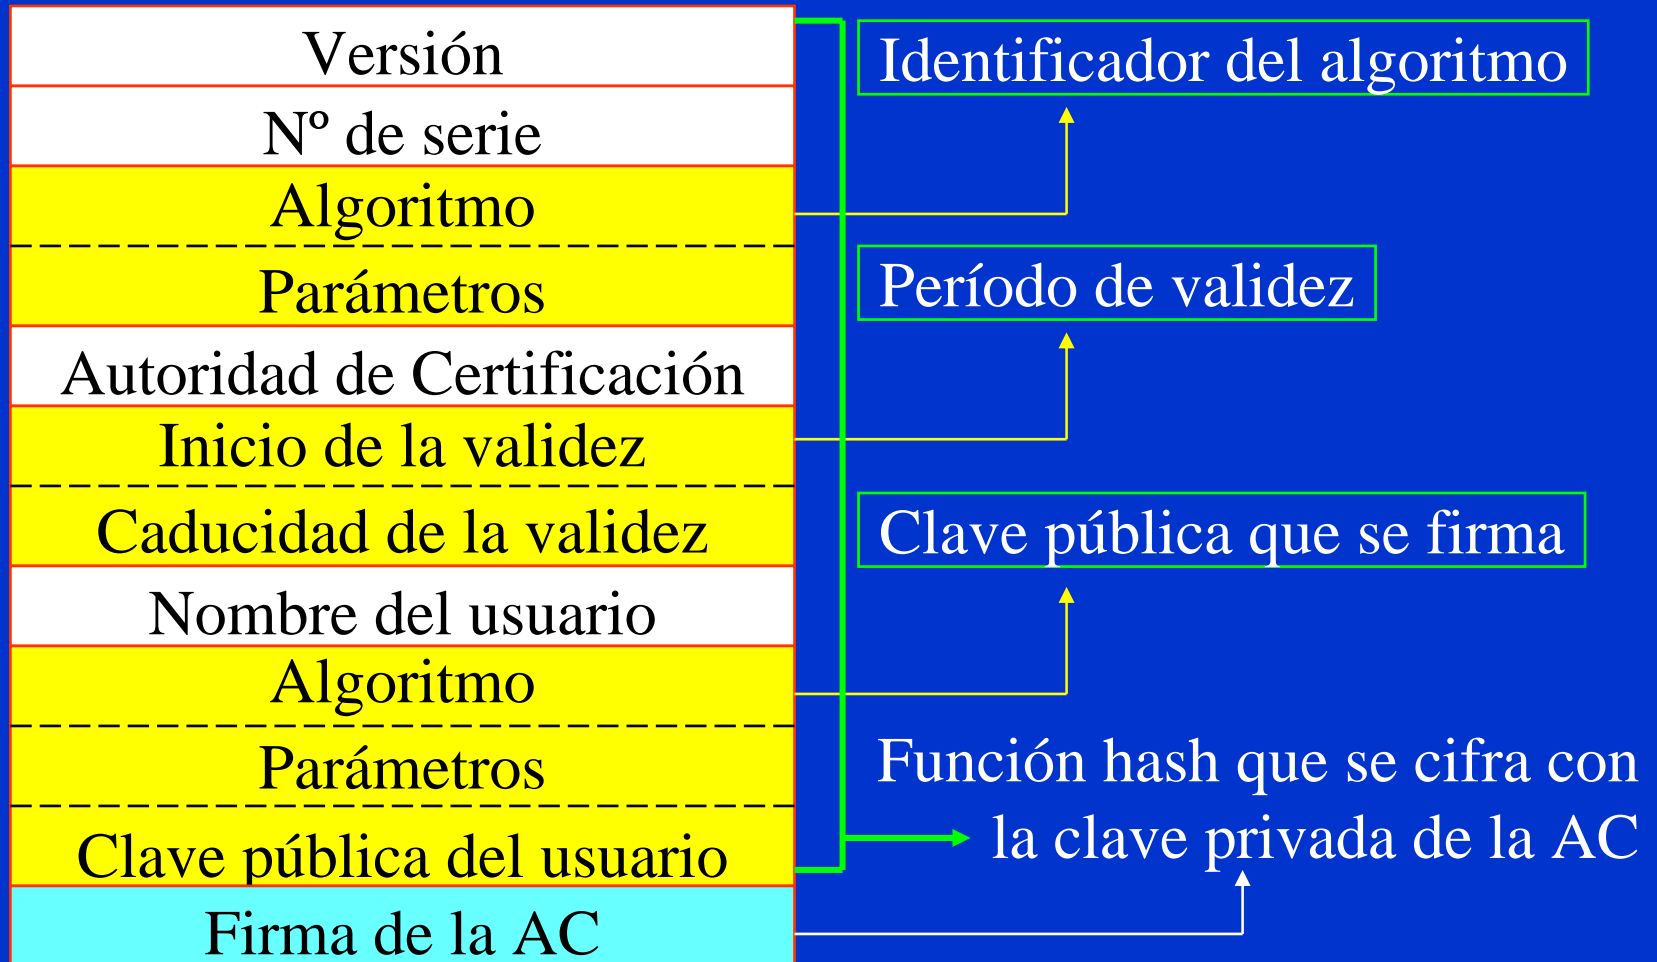 Versión
Nº de serie
Algoritmo
Parámetros
Autoridad de Certificación
Inicio de la validez
Caducidad de la validez
Nombre del usuario
Algoritmo
Parámetros
Clave pública del usuario
Firma de la AC
Identificador del algoritmo
Período de validez
Clave pública que se firma
Función hash que se cifra con
la clave privada de la AC